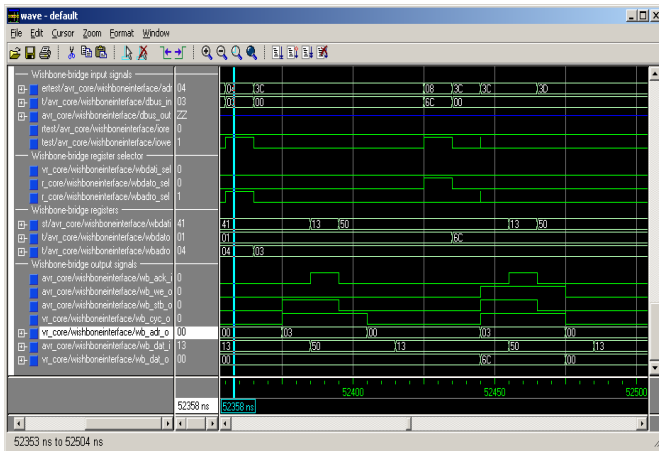 wave - default
File Edit Cursor Zoom Format Window
Wishbone-bridge input signals
ertest/avr_core/wishboneinterface/adr 04 3C 08 3C 3C 3D
t/avr_core/wishboneinterface/dbus_in 03 00 6C 00
avr_core/wishboneinterface/dbus_out ZZ
rtest/avr_core/wishboneinterface/iore 0
test/avr_core/wishboneinterface/iowe 1
Wishbone-bridge register selector
vr_core/wishboneinterface/wbdati_sel 0
r_core/wishboneinterface/wbdato_sel 0
r_core/wishboneinterface/wbadro_sel 1
Wishbone-bridge registers
st/avr_core/wishboneinterface/wbdati 41 41 13 50 13 50
t/avr_core/wishboneinterface/wbdato 01 01 6C
t/avr_core/wishboneinterface/wbadro 04 04 03
Wishbone-bridge output signals
avr_core/wishboneinterface/wb_ack_i 0
avr_core/wishboneinterface/wb_we_o 0
avr_core/wishboneinterface/wb_stb_o 0
vr_core/wishboneinterface/wb_cyc_o 0
vr_core/wishboneinterface/wb_adr_o 00 00 03 00 03 00
avr_core/wishboneinterface/wb_dat_i 13 13 50 13 50 13
vr_core/wishboneinterface/wb_dat_o 00 00 6C 00
52400 52450 52500
52358 ns 52358 ns
52353 ns to 52504 ns